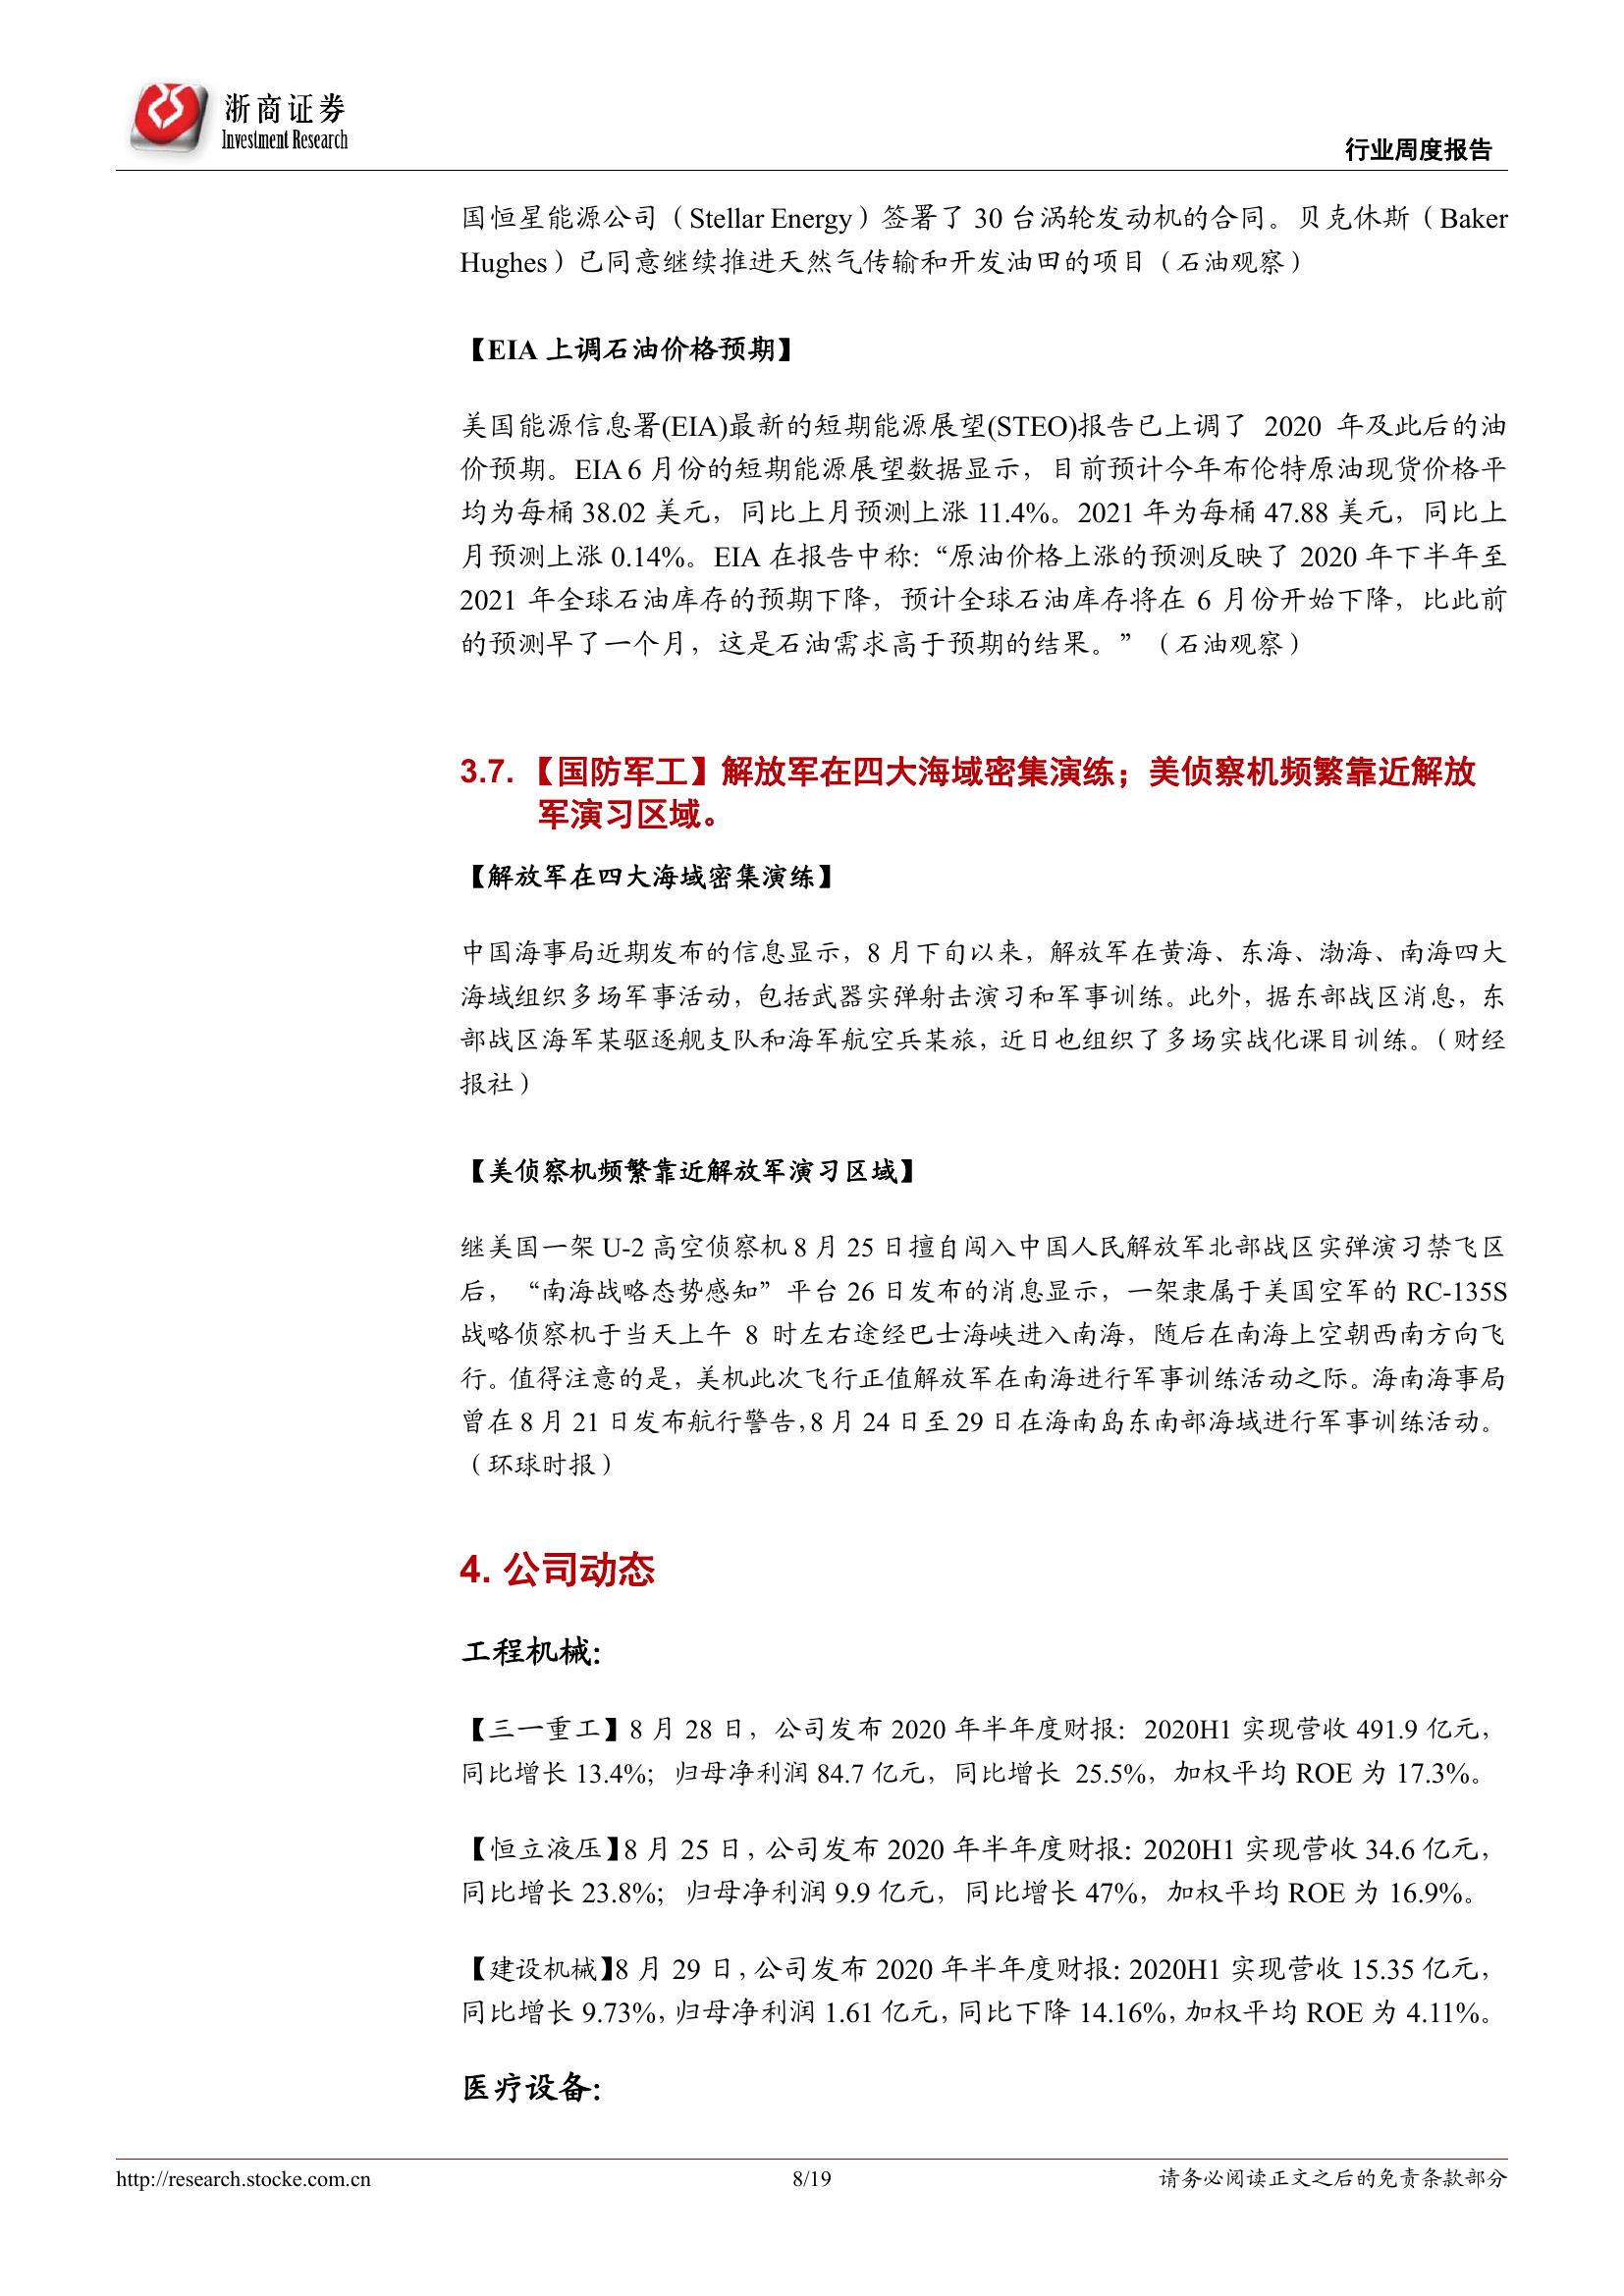 浙商证券
Investment Research
行业周度报告
国恒星能源公司（Stellar Energy）签署了 30 台涡轮发动机的合同。贝克休斯（Baker
Hughes）已同意继续推进天然气传输和开发油田的项目（石油观察）
【EIA 上调石油价格预期】
美国能源信息署(EIA)最新的短期能源展望(STEO)报告已上调了 2020 年及此后的油
价预期。EIA 6 月份的短期能源展望数据显示，目前预计今年布伦特原油现货价格平
均为每桶 38.02 美元，同比上月预测上涨 11.4%。2021 年为每桶 47.88 美元，同比上
月预测上涨 0.14%。EIA 在报告中称：“原油价格上涨的预测反映了 2020 年下半年至
2021 年全球石油库存的预期下降，预计全球石油库存将在 6 月份开始下降，比此前
的预测早了一个月，这是石油需求高于预期的结果。”（石油观察）
3.7. 【国防军工】解放军在四大海域密集演练；美侦察机频繁靠近解放
军演习区域。
【解放军在四大海域密集演练】
中国海事局近期发布的信息显示，8 月下旬以来，解放军在黄海、东海、渤海、南海四大
海域组织多场军事活动，包括武器实弹射击演习和军事训练。此外，据东部战区消息，东
部战区海军某驱逐舰支队和海军航空兵某旅，近日也组织了多场实战化课目训练。（财经
报社）
【美侦察机频繁靠近解放军演习区域】
继美国一架 U-2 高空侦察机 8 月 25 日擅自闯入中国人民解放军北部战区实弹演习禁飞区
后，“南海战略态势感知”平台 26 日发布的消息显示，一架隶属于美国空军的 RC-135S
战略侦察机于当天上午 8 时左右途经巴士海峡进入南海，随后在南海上空朝西南方向飞
行。值得注意的是，美机此次飞行正值解放军在南海进行军事训练活动之际。海南海事局
曾在 8 月 21 日发布航行警告，8 月 24 日至 29 日在海南岛东南部海域进行军事训练活动。
（环球时报）
4. 公司动态
工程机械：
【三一重工】8 月 28 日，公司发布 2020 年半年度财报：2020H1 实现营收 491.9 亿元，
同比增长 13.4%；归母净利润 84.7 亿元，同比增长 25.5%，加权平均 ROE 为 17.3%。
【恒立液压】8 月 25 日，公司发布 2020 年半年度财报：2020H1 实现营收 34.6 亿元，
同比增长 23.8%；归母净利润 9.9 亿元，同比增长 47%，加权平均 ROE 为 16.9%。
【建设机械】8 月 29 日，公司发布 2020 年半年度财报：2020H1 实现营收 15.35 亿元，
同比增长 9.73%，归母净利润 1.61 亿元，同比下降 14.16%，加权平均 ROE 为 4.11%。
医疗设备：
http://research.stocke.com.cn
8/19
请务必阅读正文之后的免责条款部分